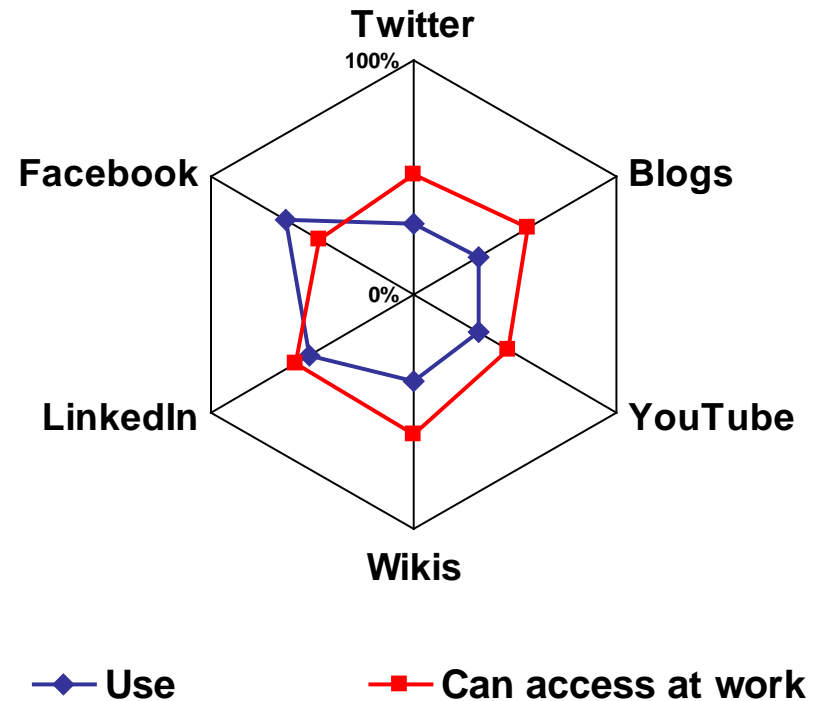 Twitter
100%
Facebook
Blogs
0%
LinkedIn
YouTube
Wikis
Use
Can access at work